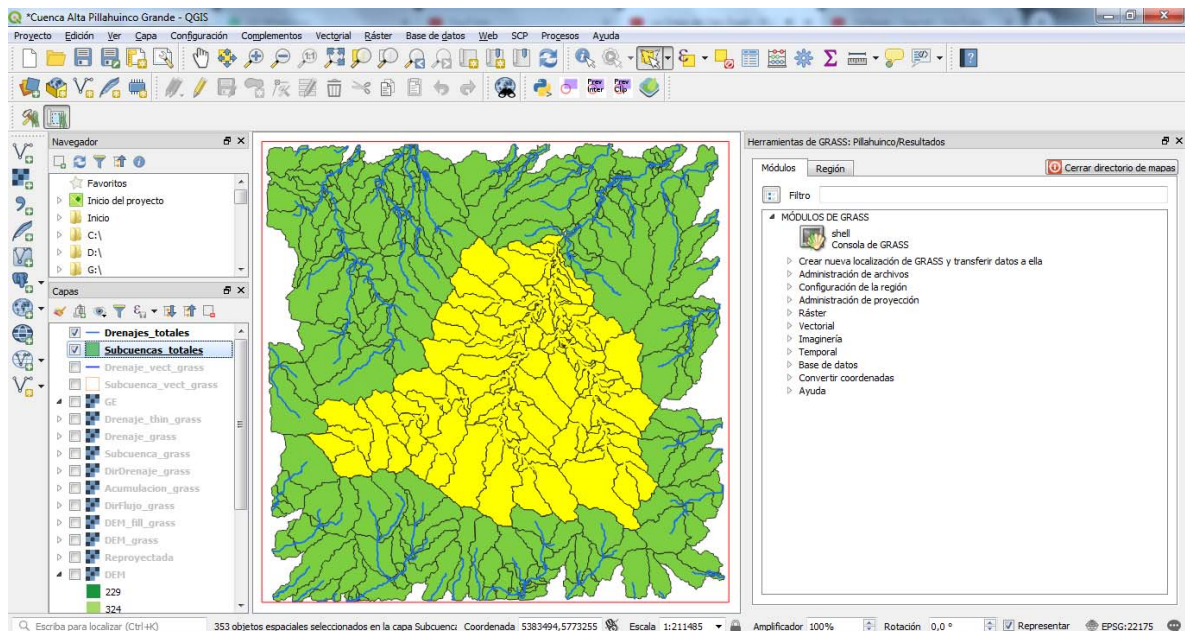 *Cuenca Alta Pillahuinco Grande - QGIS
Proyecto Edición Ver Capa Configuración Complementos Vectorial Ráster Base de datos Web SCP Procesos Ayuda
Prev Inter
Prev Clip
Navegador
Favoritos
Inicio del proyecto
Inicio
C:\
D:\
G:\
Capas
Drenajes_totales
Subcuencas_totales
Drenaje_vect_grass
Subcuenca_vect_grass
GE
Drenaje_thin_grass
Drenaje_grass
Subcuenca_grass
DirDrenaje_grass
Acumulacion_grass
DirFlujo_grass
DEM_fill_grass
DEM_grass
Reproyectada
DEM
229
324
Herramientas de GRASS: Pillahuinco/Resultados
Módulos Región Cerrar directorio de mapas
Filtro
MÓDULOS DE GRASS
shell
Consola de GRASS
Crear nueva localización de GRASS y transferir datos a ella
Administración de archivos
Configuración de la región
Administración de proyección
Ráster
Vectorial
Imaginería
Temporal
Base de datos
Convertir coordenadas
Ayuda
Escriba para localizar (Ctrl+K) 353 objetos espaciales seleccionados en la capa Subcuenc Coordenada 5383494,5773255 Escala 1:211485 Amplificador 100% Rotación 0,0 ° Representar EPSG:22175